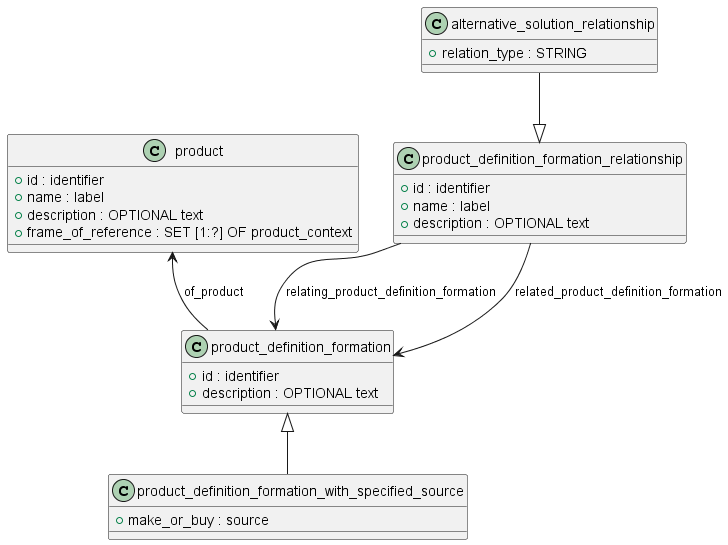 C alternative_solution_relationship
relation_type : STRING
C product
id : identifier
name : label
description : OPTIONAL text
frame_of_reference : SET [1:?] OF product_context
C product_definition_formation_relationship
id : identifier
name : label
description : OPTIONAL text
of_product
relating_product_definition_formation
related_product_definition_formation
C product_definition_formation
id : identifier
description : OPTIONAL text
C product_definition_formation_with_specified_source
make_or_buy : source